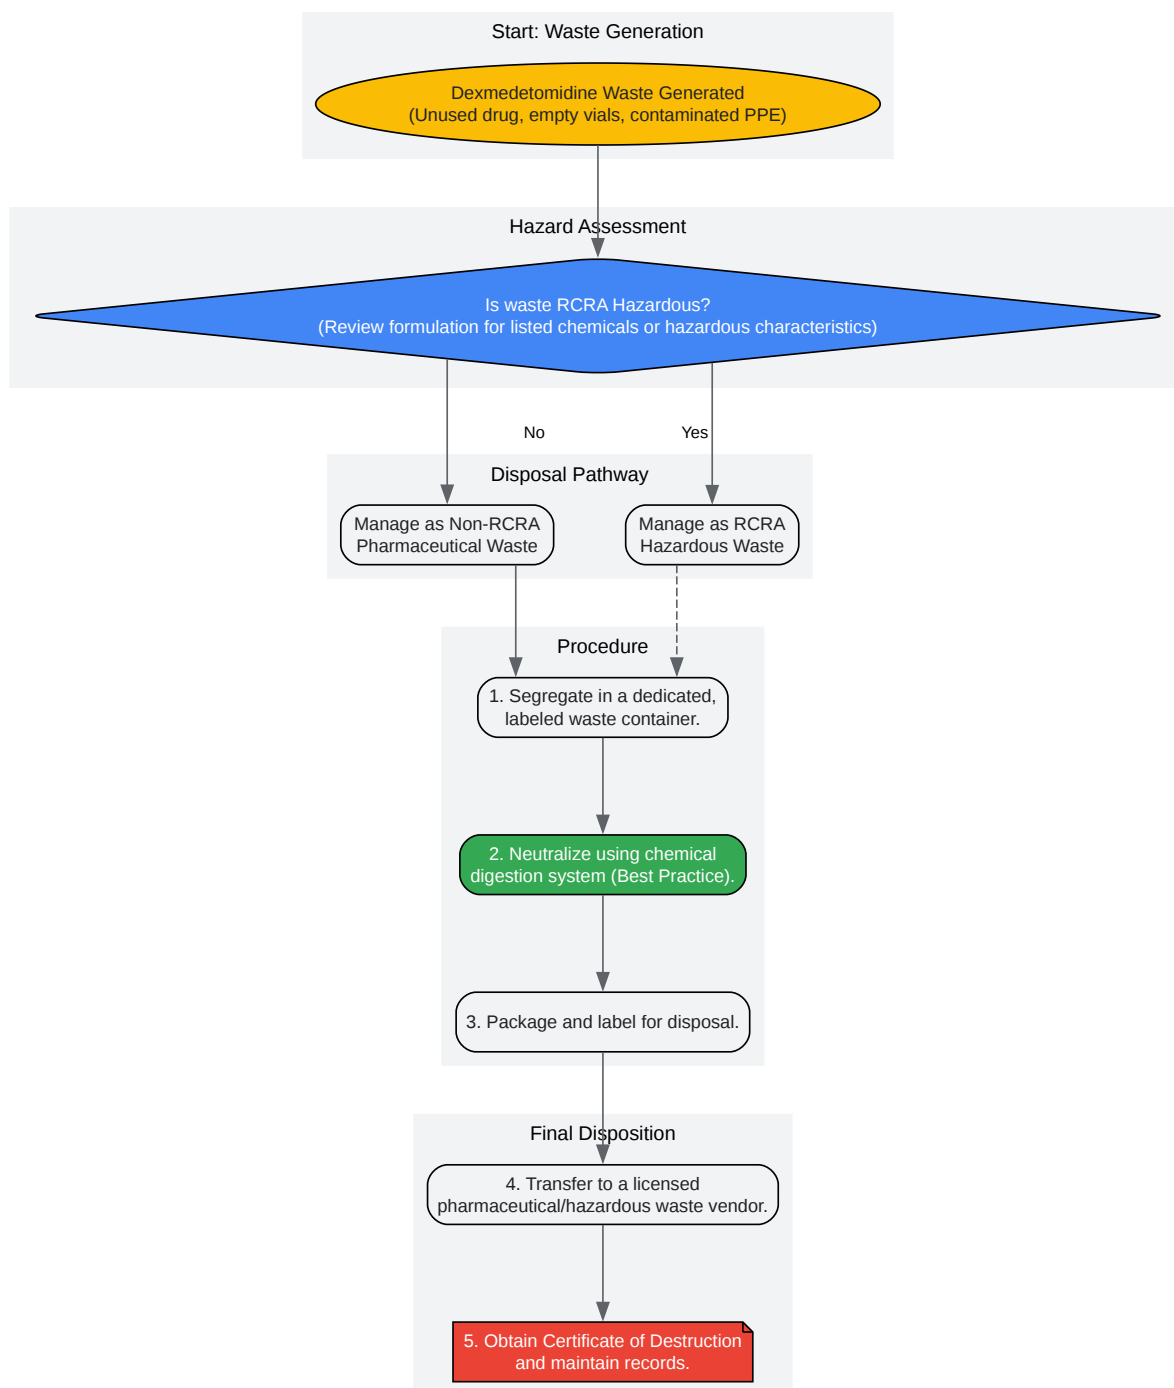 Start: Waste Generation
Dexmedetomidine Waste Generated
(Unused drug, empty vials, contaminated PPE)
Hazard Assessment
Is waste RCRA Hazardous?
(Review formulation for listed chemicals or hazardous characteristics)
No
Yes
Disposal Pathway
Manage as Non-RCRA
Pharmaceutical Waste
Manage as RCRA
Hazardous Waste
Procedure
1. Segregate in a dedicated,
labeled waste container.
2. Neutralize using chemical
digestion system (Best Practice).
3. Package and label for disposal.
Final Disposition
4. Transfer to a licensed
pharmaceutical/hazardous waste vendor.
5. Obtain Certificate of Destruction
and maintain records.